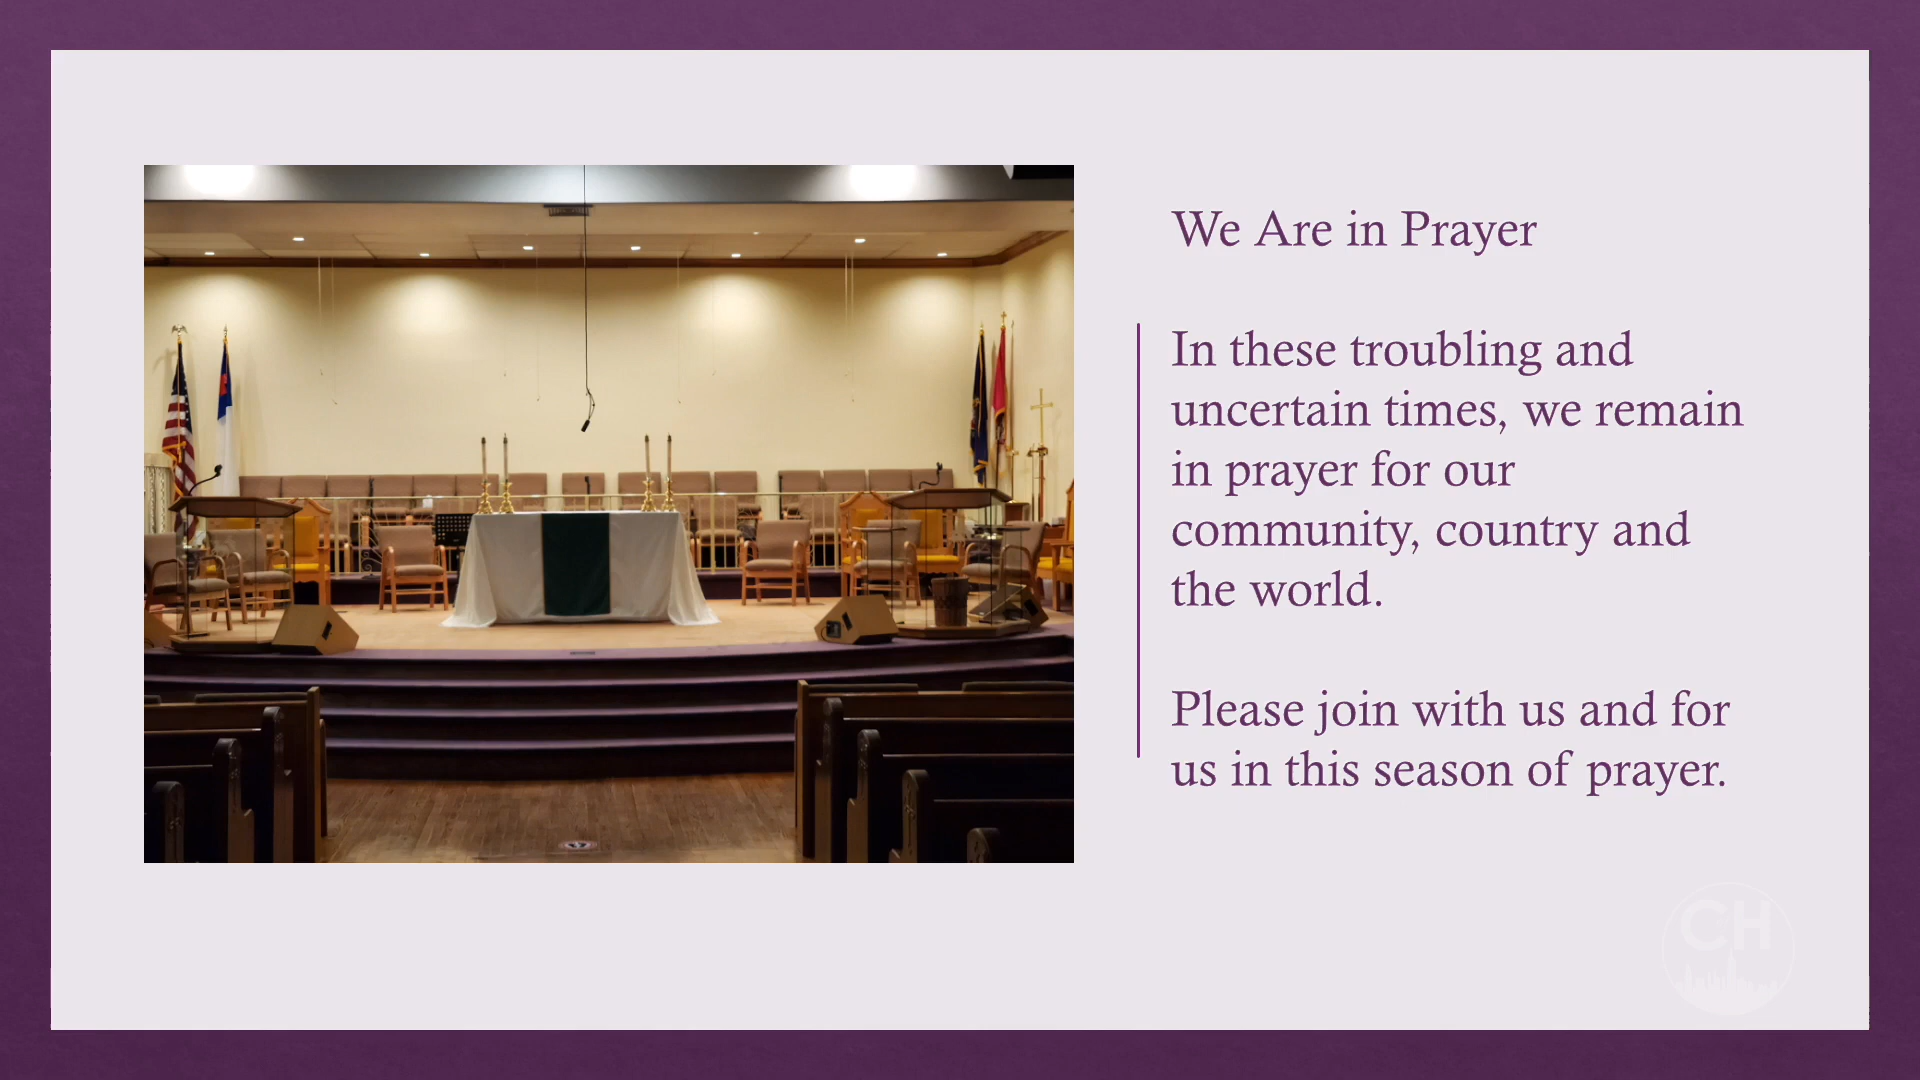 We Are in Prayer
In these troubling and
uncertain times, we remain
in prayer for our
community, country and
the world.
Please join with us and for
us in this season of prayer.
CH